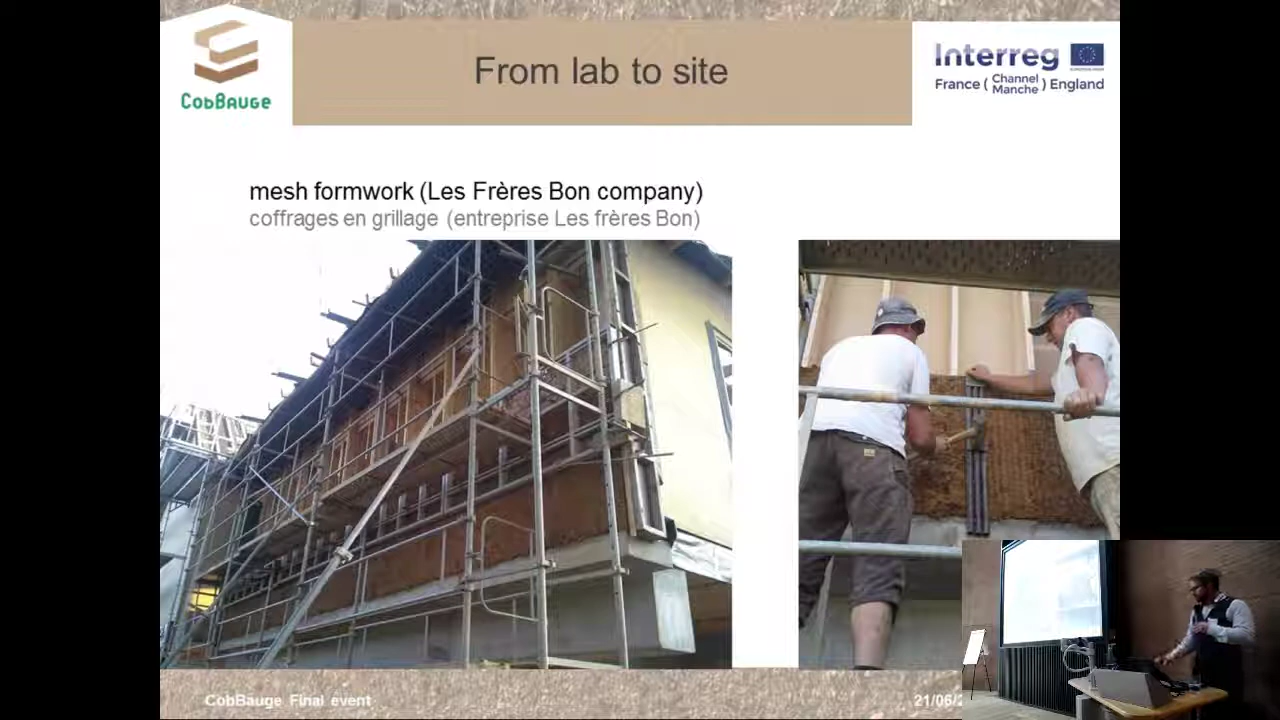 From lab to site
CobBauge
Interreg
France ( Channel Manche ) England
mesh formwork (Les Frères Bon company)
coffrages en grillage (entreprise Les frères Bon)
CobBauge Final event
21/06/2